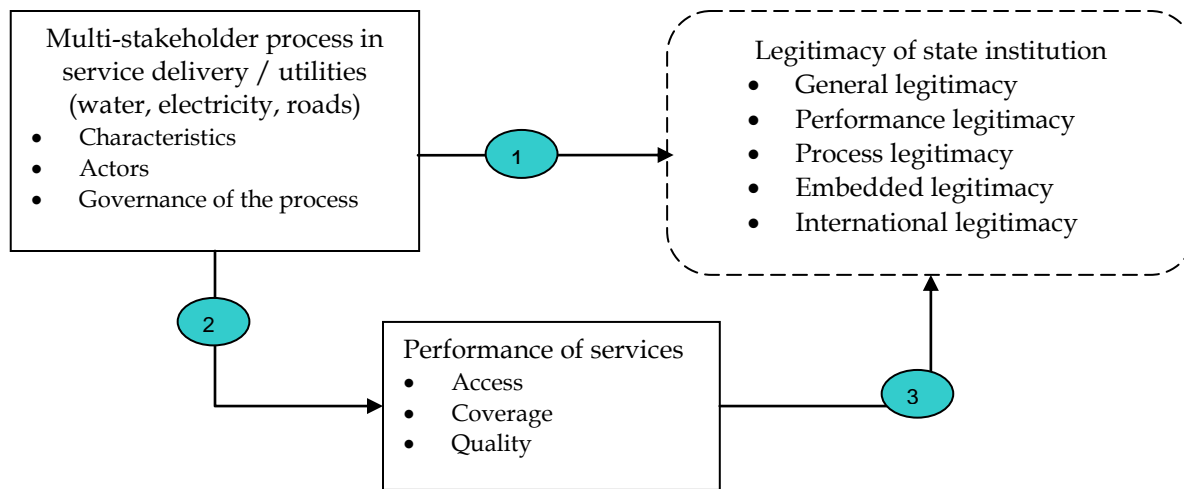 Multi-stakeholder process in
service delivery / utilities
(water, electricity, roads)
• Characteristics
• Actors
• Governance of the process
1
Legitimacy of state institution
• General legitimacy
• Performance legitimacy
• Process legitimacy
• Embedded legitimacy
• International legitimacy
2
Performance of services
• Access
• Coverage
• Quality
3